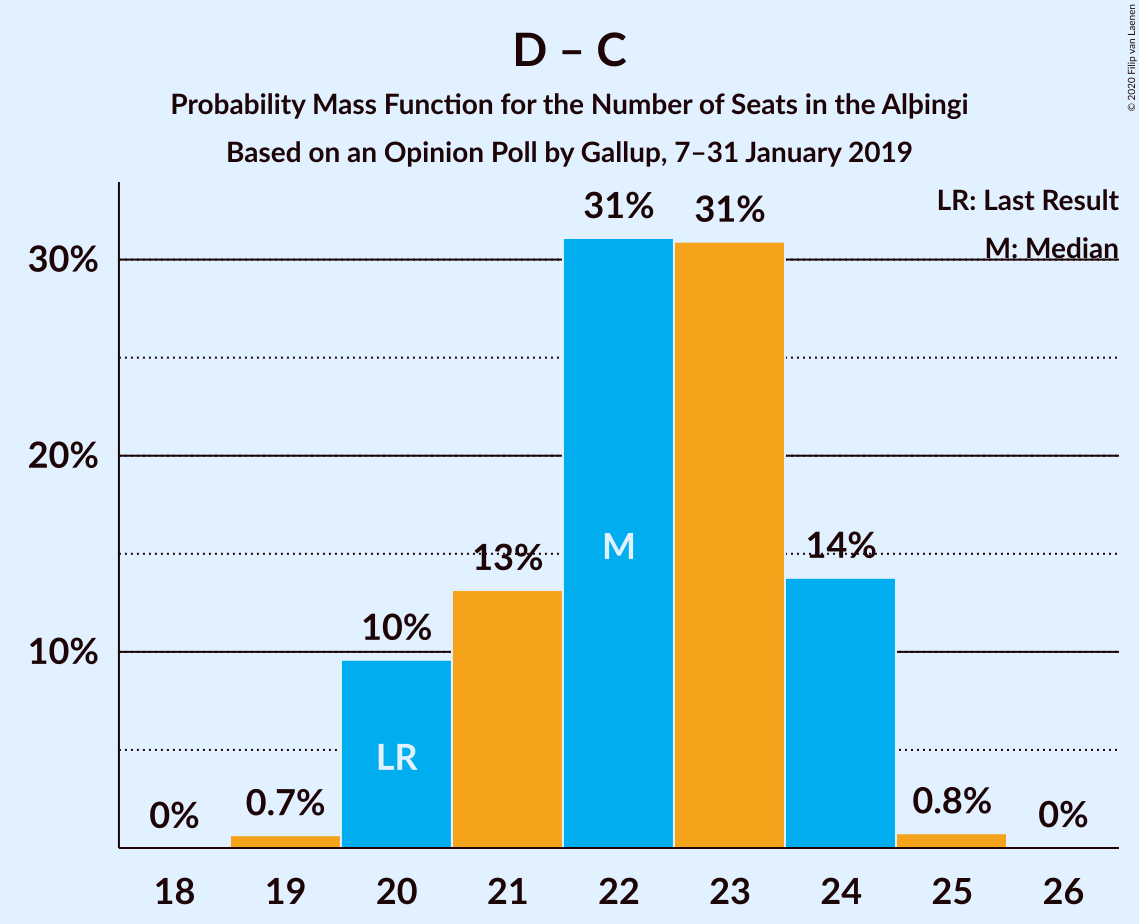 D – C
Probability Mass Function for the Number of Seats in the Alþingi
Based on an Opinion Poll by Gallup, 7–31 January 2019
© 2020 Filip van Laenen
LR: Last Result
M: Median
30%
20%
10%
0%
0.7%
10%
13%
31%
31%
14%
0.8%
0%
LR
M
18 19 20 21 22 23 24 25 26